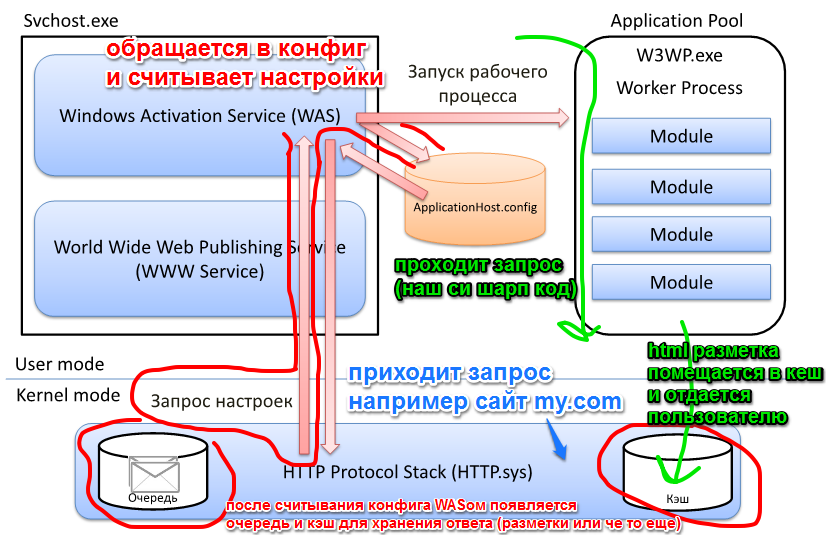 Svchost.exe
Application Pool
обращается в конфиг
и считывает настройки
Windows Activation Service (WAS)
Запуск рабочего
процесса
W3WP.exe
Worker Process
Module
Module
Module
Module
ApplicationHost.config
World Wide Web Publishing Service
(WWW Service)
проходит запрос
(наш си шарп код)
User mode
Kernel mode
html разметка
помещается в кеш
и отдается
пользователю
приходит запрос
например сайт my.com
Запрос настроек
HTTP Protocol Stack (HTTP.sys)
Очередь
Кэш
после считывания конфига WASом появляется
очередь и кэш для хранения ответа (разметки или че то еще)